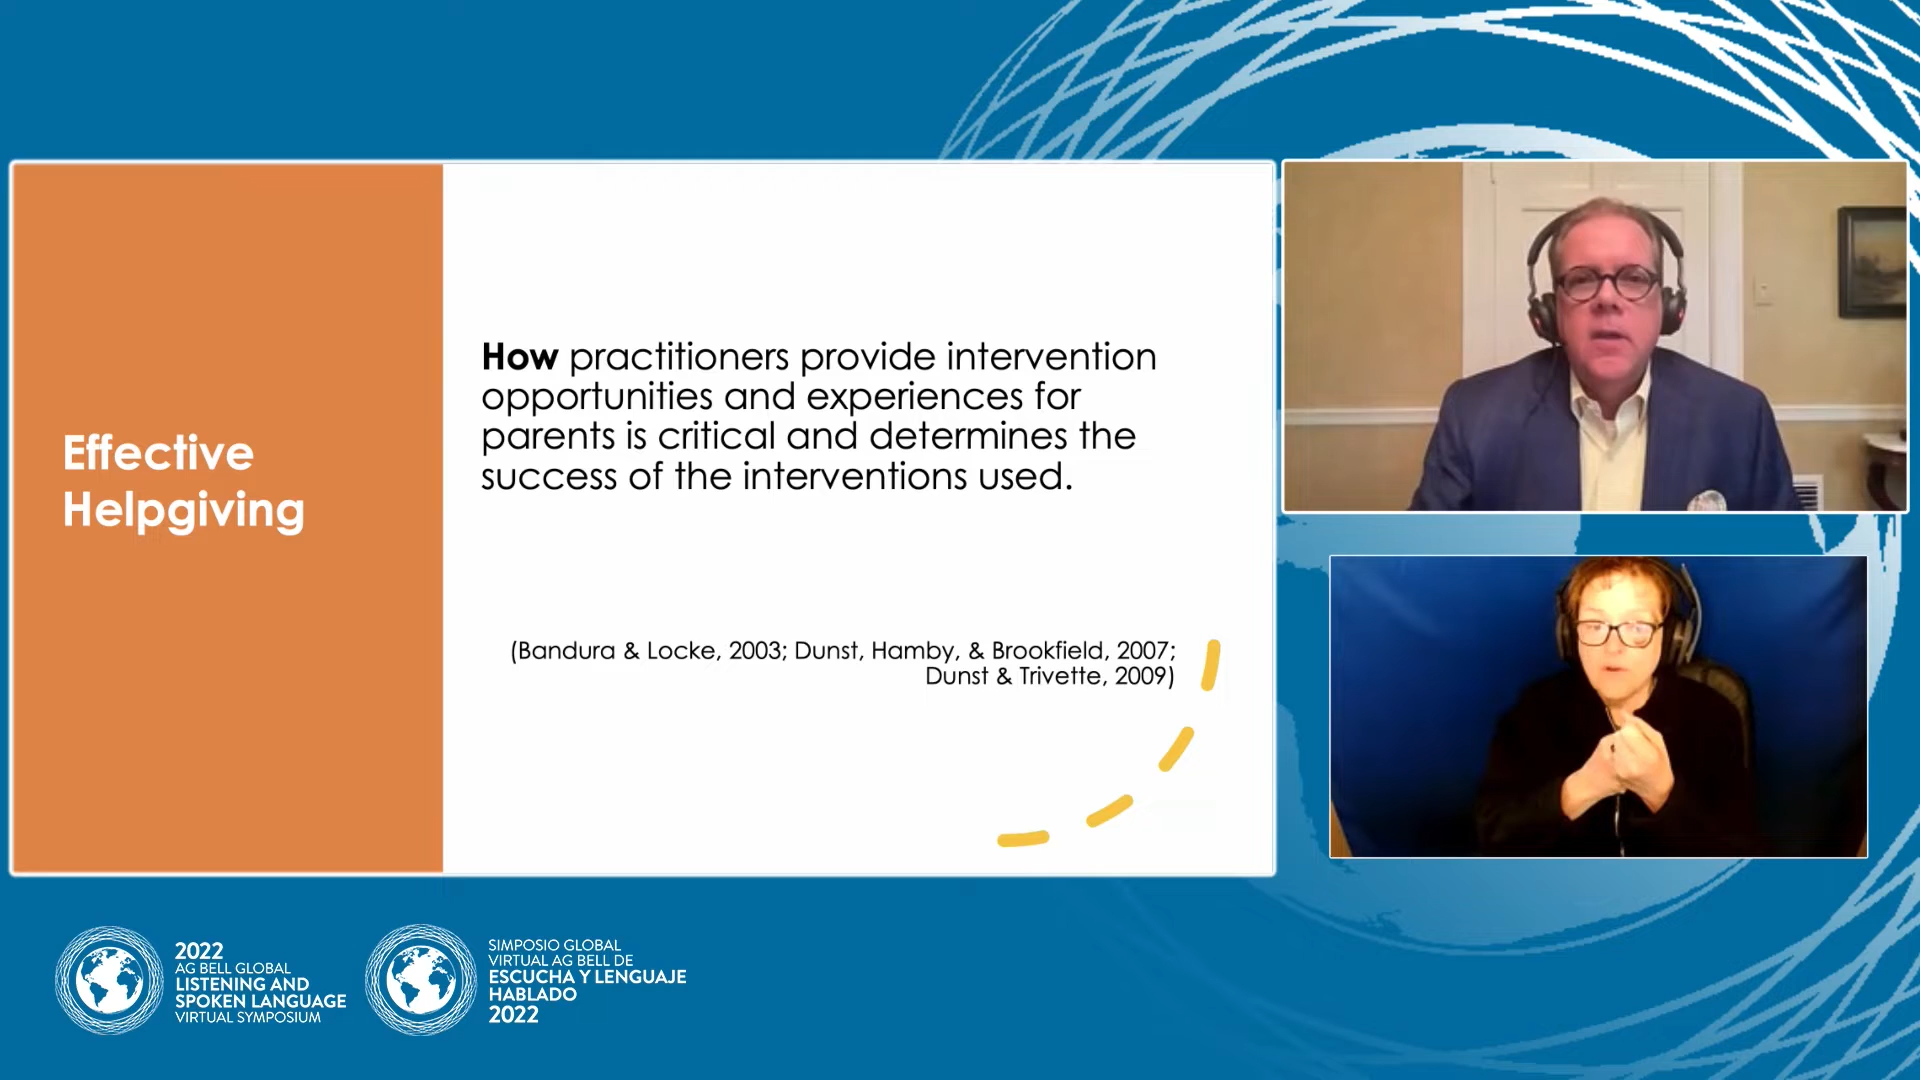 Effective
Helpgiving
How practitioners provide intervention
opportunities and experiences for
parents is critical and determines the
success of the interventions used.
(Bandura & Locke, 2003; Dunst, Hamby, & Brookfield, 2007;
Dunst & Trivette, 2009)
2022
AG BELL GLOBAL
LISTENING AND
SPOKEN LANGUAGE
VIRTUAL SYMPOSIUM
SIMPOSIO GLOBAL
VIRTUAL AG BELL DE
ESCUCHA Y LENGUAJE
HABLADO
2022